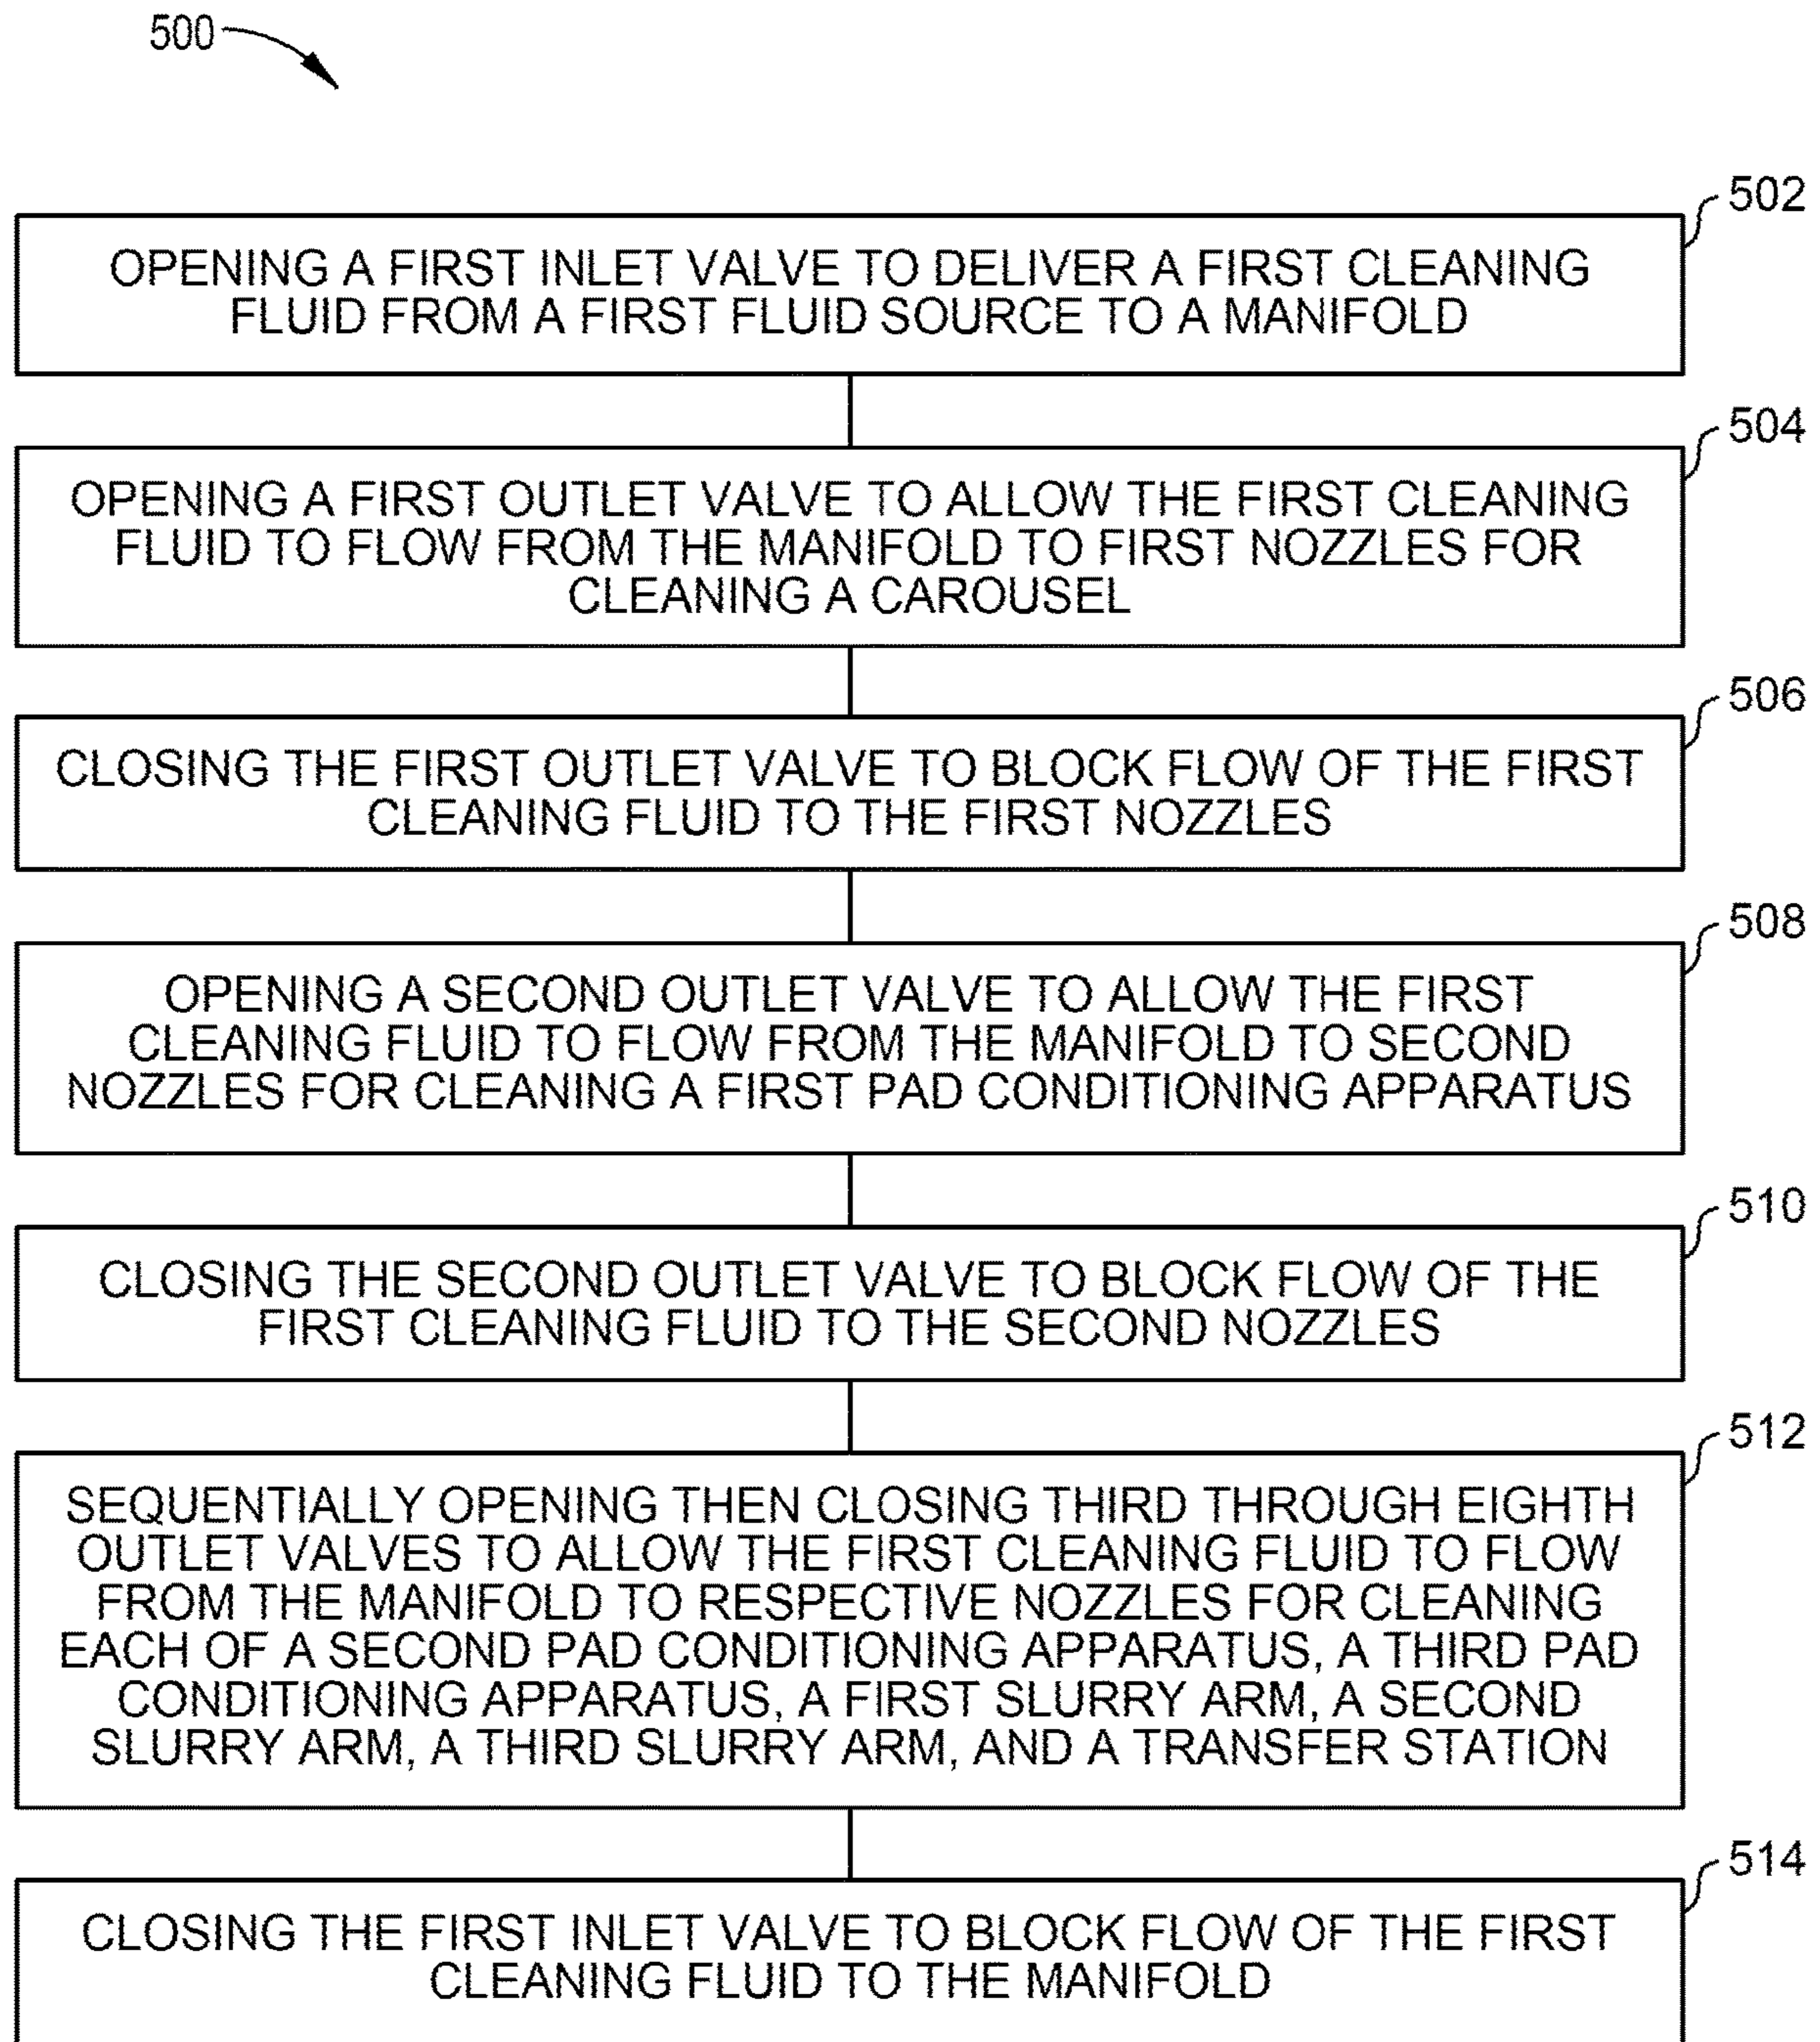 500
502
OPENING A FIRST INLET VALVE TO DELIVER A FIRST CLEANING
FLUID FROM A FIRST FLUID SOURCE TO A MANIFOLD
504
OPENING A FIRST OUTLET VALVE TO ALLOW THE FIRST CLEANING
FLUID TO FLOW FROM THE MANIFOLD TO FIRST NOZZLES FOR
CLEANING A CAROUSEL
506
CLOSING THE FIRST OUTLET VALVE TO BLOCK FLOW OF THE FIRST
CLEANING FLUID TO THE FIRST NOZZLES
508
OPENING A SECOND OUTLET VALVE TO ALLOW THE FIRST
CLEANING FLUID TO FLOW FROM THE MANIFOLD TO SECOND
NOZZLES FOR CLEANING A FIRST PAD CONDITIONING APPARATUS
510
CLOSING THE SECOND OUTLET VALVE TO BLOCK FLOW OF THE
FIRST CLEANING FLUID TO THE SECOND NOZZLES
512
SEQUENTIALLY OPENING THEN CLOSING THIRD THROUGH EIGHTH
OUTLET VALVES TO ALLOW THE FIRST CLEANING FLUID TO FLOW
FROM THE MANIFOLD TO RESPECTIVE NOZZLES FOR CLEANING
EACH OF A SECOND PAD CONDITIONING APPARATUS, A THIRD PAD
CONDITIONING APPARATUS, A FIRST SLURRY ARM, A SECOND
SLURRY ARM, A THIRD SLURRY ARM, AND A TRANSFER STATION
514
CLOSING THE FIRST INLET VALVE TO BLOCK FLOW OF THE FIRST
CLEANING FLUID TO THE MANIFOLD